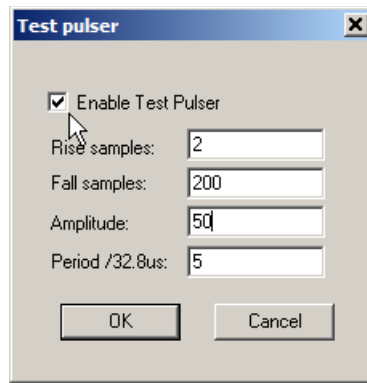 Test pulser
Enable Test Pulser
Rise samples: 2
Fall samples: 200
Amplitude: 50
Period /32.8us: 5
OK Cancel